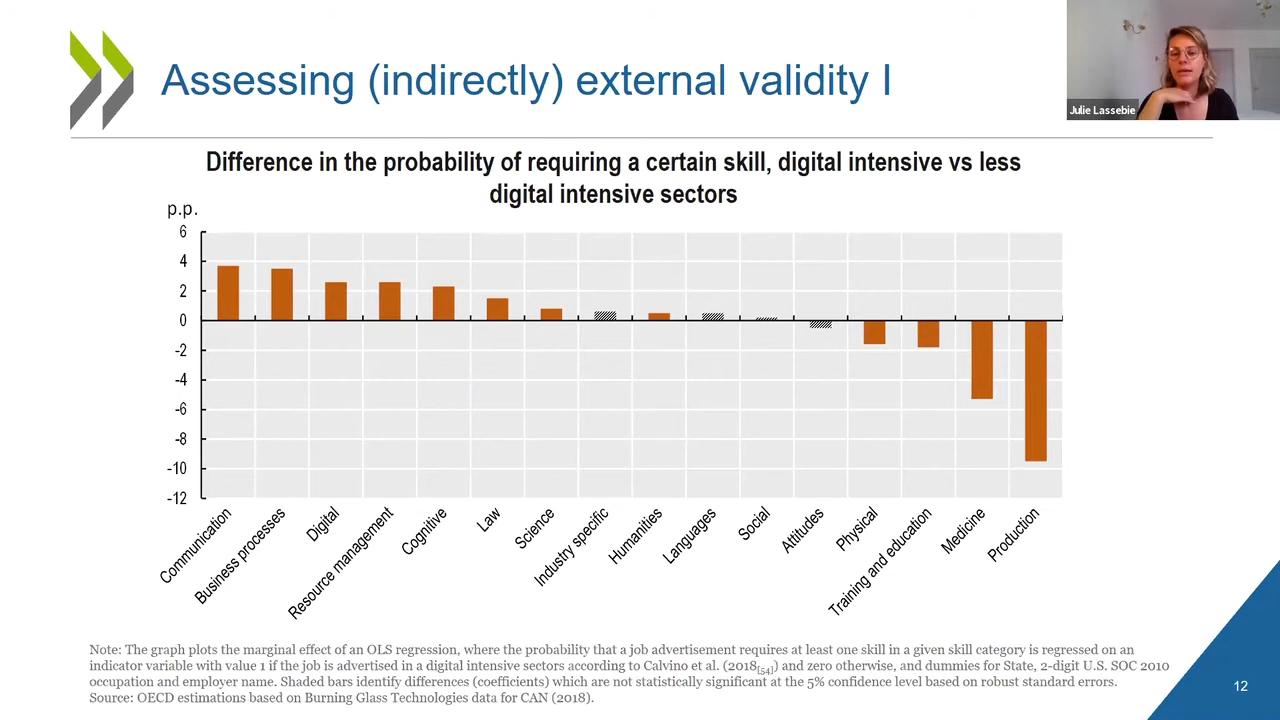 Assessing (indirectly) external validity I
Julie Lassebie
Difference in the probability of requiring a certain skill, digital intensive vs less
digital intensive sectors
p.p.
6
4
2
0
-2
-4
-6
-8
-10
-12
Communication
Business processes
Digital
Resource management
Cognitive
Law
Science
Industry specific
Humanities
Languages
Social
Attitudes
Physical
Training and education
Medicine
Production
Note: The graph plots the marginal effect of an OLS regression, where the probability that a job advertisement requires at least one skill in a given skill category is regressed on an
indicator variable with value 1 if the job is advertised in a digital intensive sectors according to Calvino et al. (2018[54]) and zero otherwise, and dummies for State, 2-digit U.S. SOC 2010
occupation and employer name. Shaded bars identify differences (coefficients) which are not statistically significant at the 5% confidence level based on robust standard errors.
Source: OECD estimations based on Burning Glass Technologies data for CAN (2018).
12